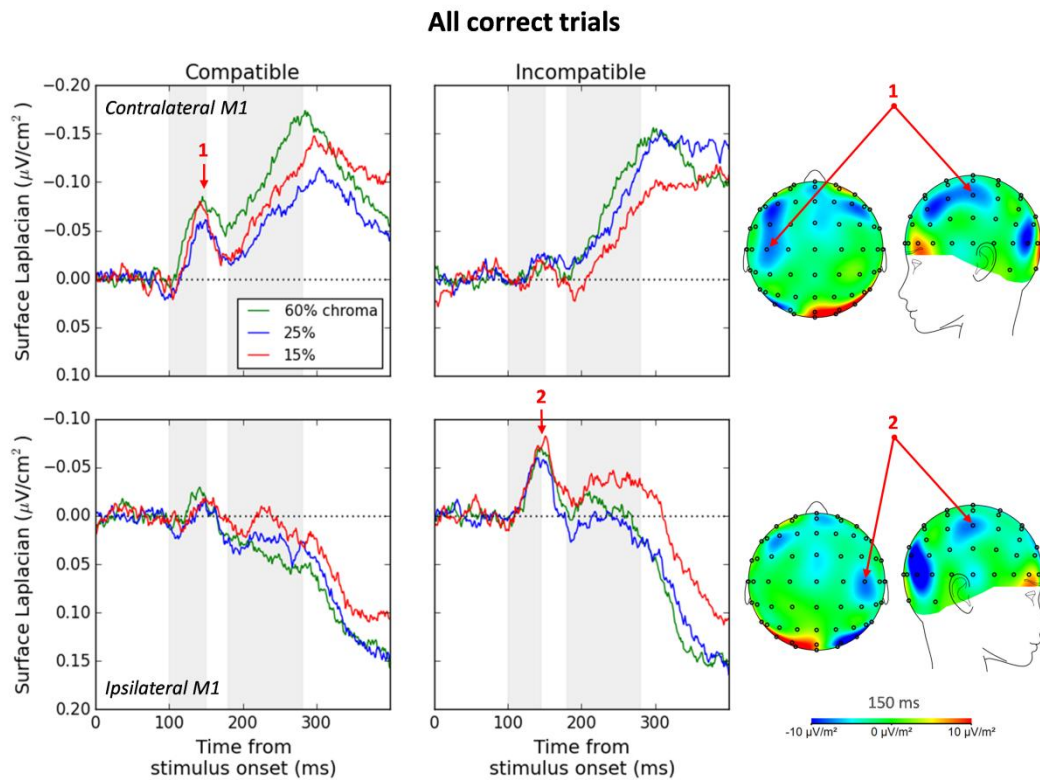 All correct trials
Compatible
Incompatible
Surface Laplacian (µV/cm²)
−0.20
−0.15
−0.10
−0.05
0.00
0.05
0.10
Contralateral M1
1
60% chroma
25%
15%
1
Surface Laplacian (µV/cm²)
−0.10
−0.05
0.00
0.05
0.10
0.15
0.20
Ipsilateral M1
2
2
0
100
200
300
Time from
stimulus onset (ms)
0
100
200
300
Time from
stimulus onset (ms)
150 ms
-10 µV/m²
0 µV/m²
10 µV/m²